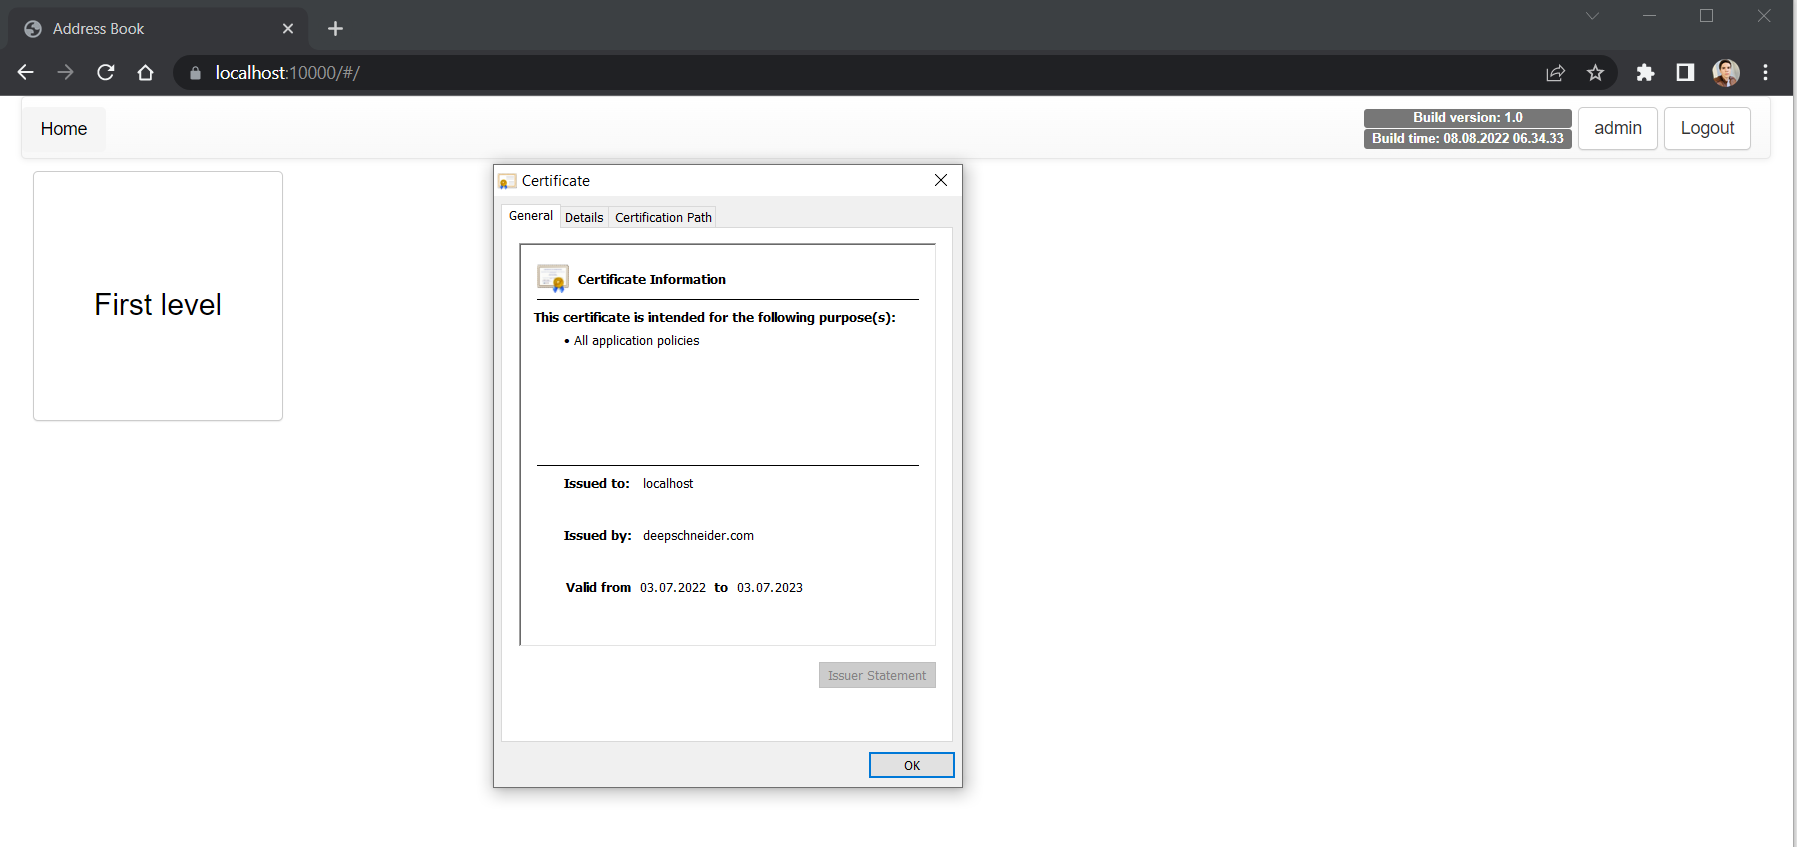 Address Book
localhost:10000/#/
Home
Build version: 1.0
Build time: 08.08.2022 06.34.33
admin
Logout
First level
Certificate
General
Details
Certification Path
Certificate Information
This certificate is intended for the following purpose(s):
• All application policies
Issued to: localhost
Issued by: deepschneider.com
Valid from 03.07.2022 to 03.07.2023
Issuer Statement
OK